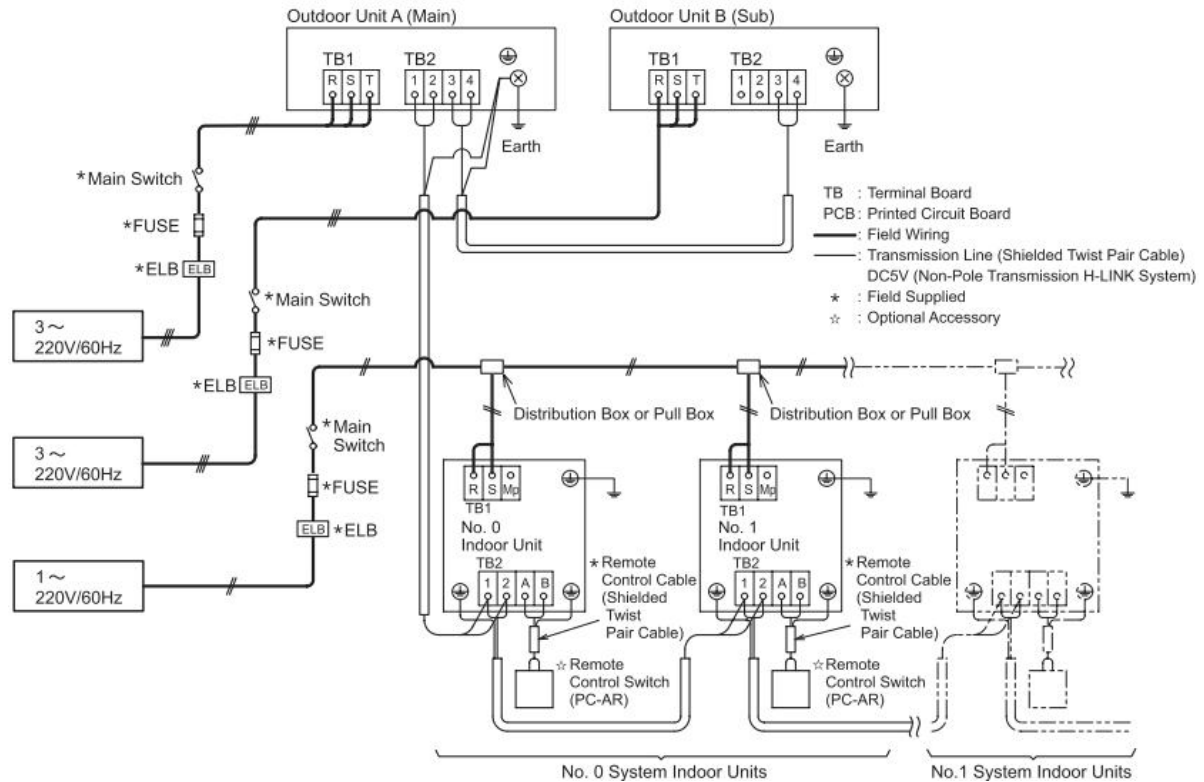 Outdoor Unit A (Main)
Outdoor Unit B (Sub)
TB1
TB2
R S T
1 2 3 4
Earth
TB1
TB2
R S T
1 2 3 4
Earth
*Main Switch
*FUSE
*ELB ELB
3～
220V/60Hz
*Main Switch
*FUSE
*ELB ELB
3～
220V/60Hz
*Main
Switch
*FUSE
ELB *ELB
1～
220V/60Hz
TB : Terminal Board
PCB : Printed Circuit Board
: Field Wiring
: Transmission Line (Shielded Twist Pair Cable)
DC5V (Non-Pole Transmission H-LINK System)
* : Field Supplied
☆ : Optional Accessory
Distribution Box or Pull Box
Distribution Box or Pull Box
R S Mp
TB1
No. 0
Indoor Unit
TB2
1 2 A B
* Remote
Control Cable
(Shielded
Twist
Pair Cable)
☆ Remote
Control Switch
(PC-AR)
R S Mp
TB1
No. 1
Indoor Unit
TB2
1 2 A B
* Remote
Control Cable
(Shielded
Twist
Pair Cable)
☆Remote
Control Switch
(PC-AR)
No. 0 System Indoor Units
No.1 System Indoor Units